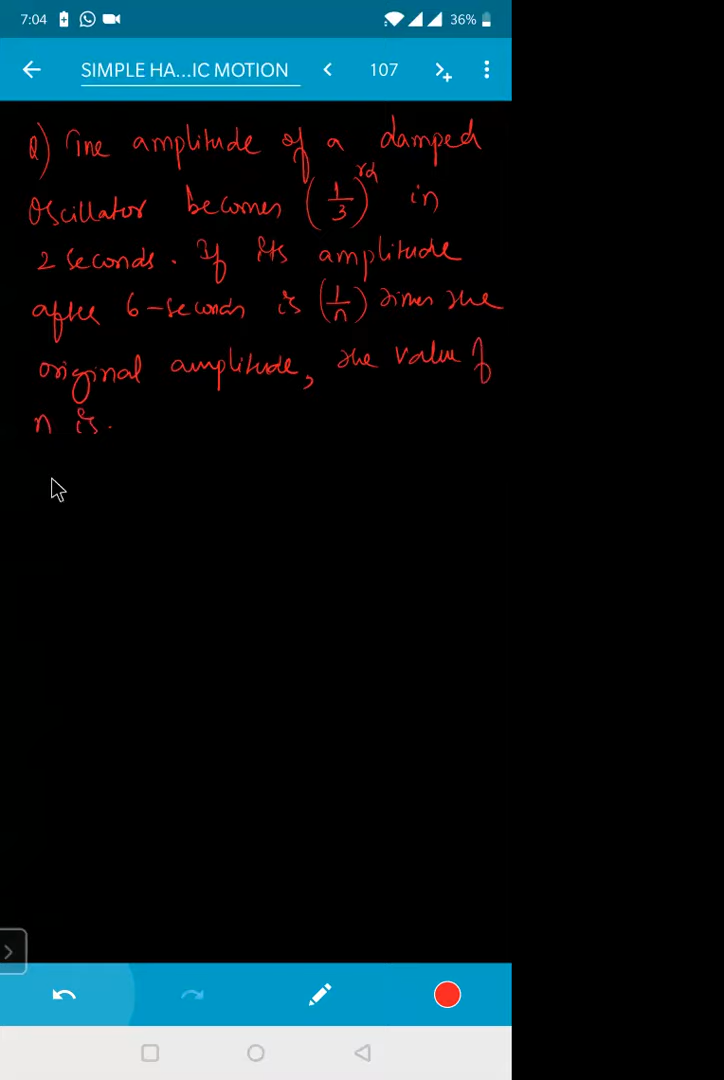 7:04 36%
SIMPLE HA...IC MOTION 107
Q) The amplitude of a damped
Oscillator becomes (1/3)rd in
2 seconds. If its amplitude
after 6-seconds is (1/n) times the
original amplitude, the value of
n is.